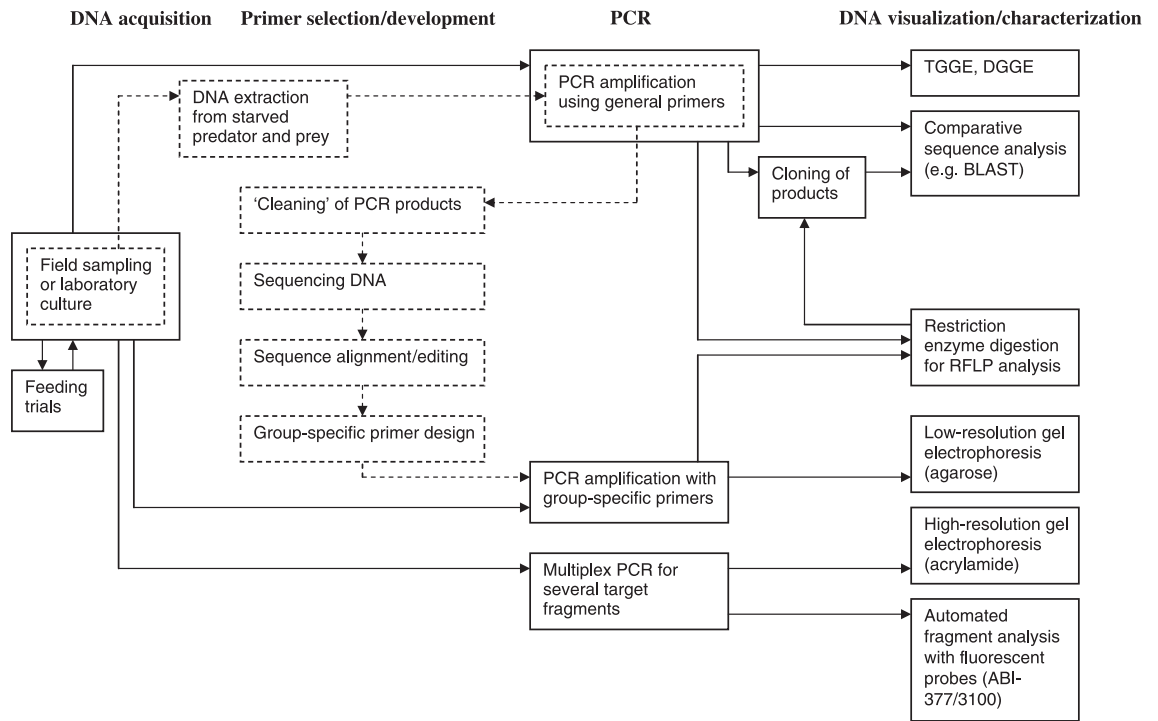 DNA acquisition
Primer selection/development
PCR
DNA visualization/characterization
DNA extraction
from starved
predator and prey
PCR amplification
using general primers
TGGE, DGGE
Comparative
sequence analysis
(e.g. BLAST)
Cloning of
products
‘Cleaning’ of PCR products
Field sampling
or laboratory
culture
Sequencing DNA
Restriction
enzyme digestion
for RFLP analysis
Sequence alignment/editing
Feeding
trials
Group-specific primer design
Low-resolution gel
electrophoresis
(agarose)
PCR amplification with
group-specific primers
High-resolution gel
electrophoresis
(acrylamide)
Multiplex PCR for
several target
fragments
Automated
fragment analysis
with fluorescent
probes (ABI-
377/3100)